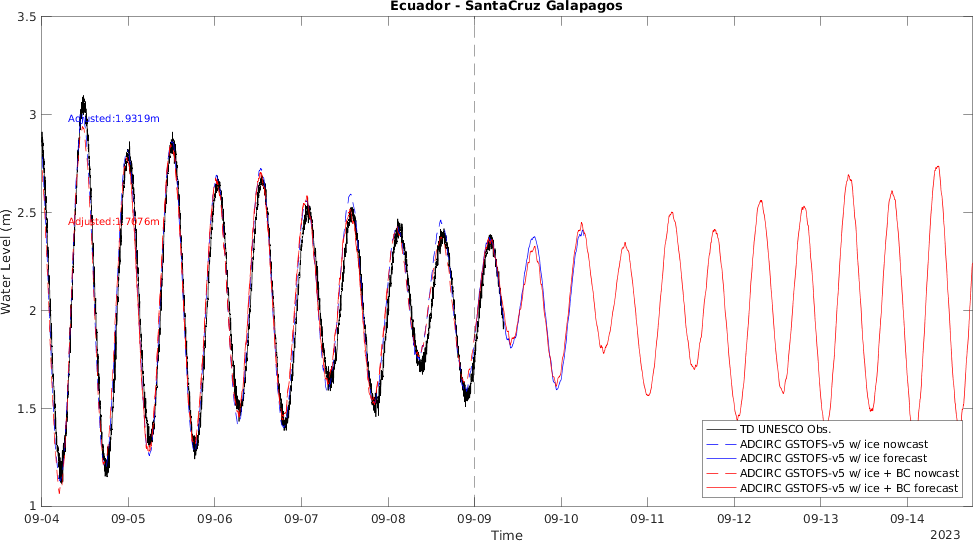 Ecuador - SantaCruz Galapagos
3.5
3
2.5
2
1.5
1
Water Level (m)
Adjusted:1.9319m
Adjusted:1.7076m
TD UNESCO Obs.
ADCIRC GSTOFS-v5 w/ ice nowcast
ADCIRC GSTOFS-v5 w/ ice forecast
ADCIRC GSTOFS-v5 w/ ice + BC nowcast
ADCIRC GSTOFS-v5 w/ ice + BC forecast
09-04 09-05 09-06 09-07 09-08 09-09 09-10 09-11 09-12 09-13 09-14
Time
2023